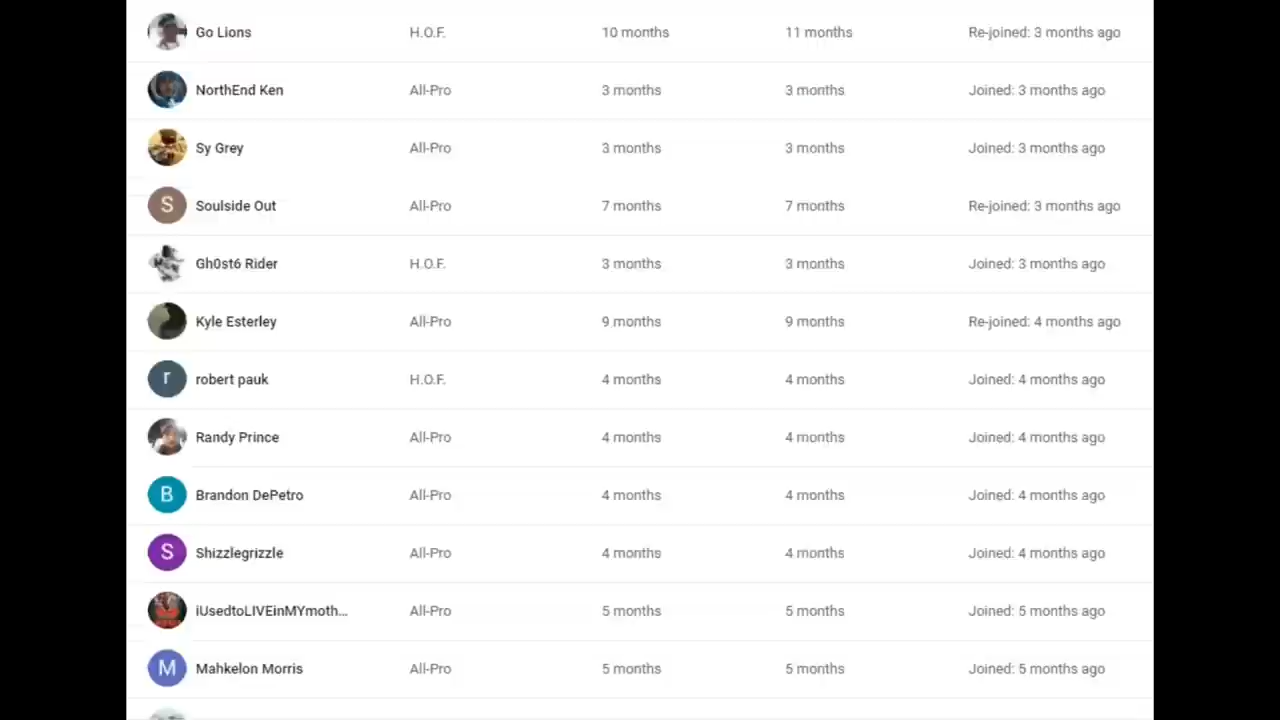 Go Lions H.O.F. 10 months 11 months Re-joined: 3 months ago
NorthEnd Ken All-Pro 3 months 3 months Joined: 3 months ago
Sy Grey All-Pro 3 months 3 months Joined: 3 months ago
S Soulside Out All-Pro 7 months 7 months Re-joined: 3 months ago
Gh0st6 Rider H.O.F. 3 months 3 months Joined: 3 months ago
Kyle Esterley All-Pro 9 months 9 months Re-joined: 4 months ago
r robert pauk H.O.F. 4 months 4 months Joined: 4 months ago
Randy Prince All-Pro 4 months 4 months Joined: 4 months ago
B Brandon DePetro All-Pro 4 months 4 months Joined: 4 months ago
S Shizzlegrizzle All-Pro 4 months 4 months Joined: 4 months ago
iUsedtoLIVEinMYmoth... All-Pro 5 months 5 months Joined: 5 months ago
M Mahkelon Morris All-Pro 5 months 5 months Joined: 5 months ago